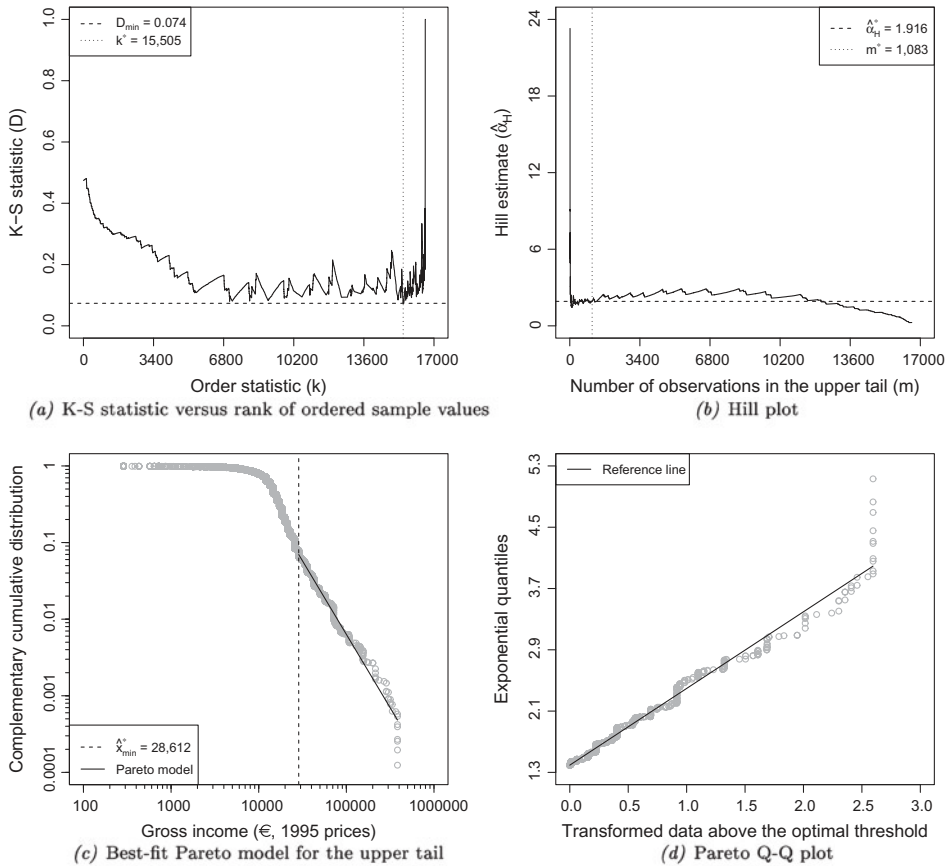 D_min = 0.074
k* = 15,505
K−S statistic (D)
0.0 0.2 0.4 0.6 0.8 1.0
0 3400 6800 10200 13600 17000
Order statistic (k)
(a) K-S statistic versus rank of ordered sample values
α̂*_H = 1.916
m* = 1,083
Hill estimate (α̂_H)
0 6 12 18 24
0 3400 6800 10200 13600 17000
Number of observations in the upper tail (m)
(b) Hill plot
Complementary cumulative distribution
0.0001 0.001 0.01 0.1 1
x̂*_min = 28,612
Pareto model
100 1000 10000 100000 1000000
Gross income (€, 1995 prices)
(c) Best-fit Pareto model for the upper tail
Reference line
Exponential quantiles
1.3 2.1 2.9 3.7 4.5 5.3
0.0 0.5 1.0 1.5 2.0 2.5 3.0
Transformed data above the optimal threshold
(d) Pareto Q-Q plot